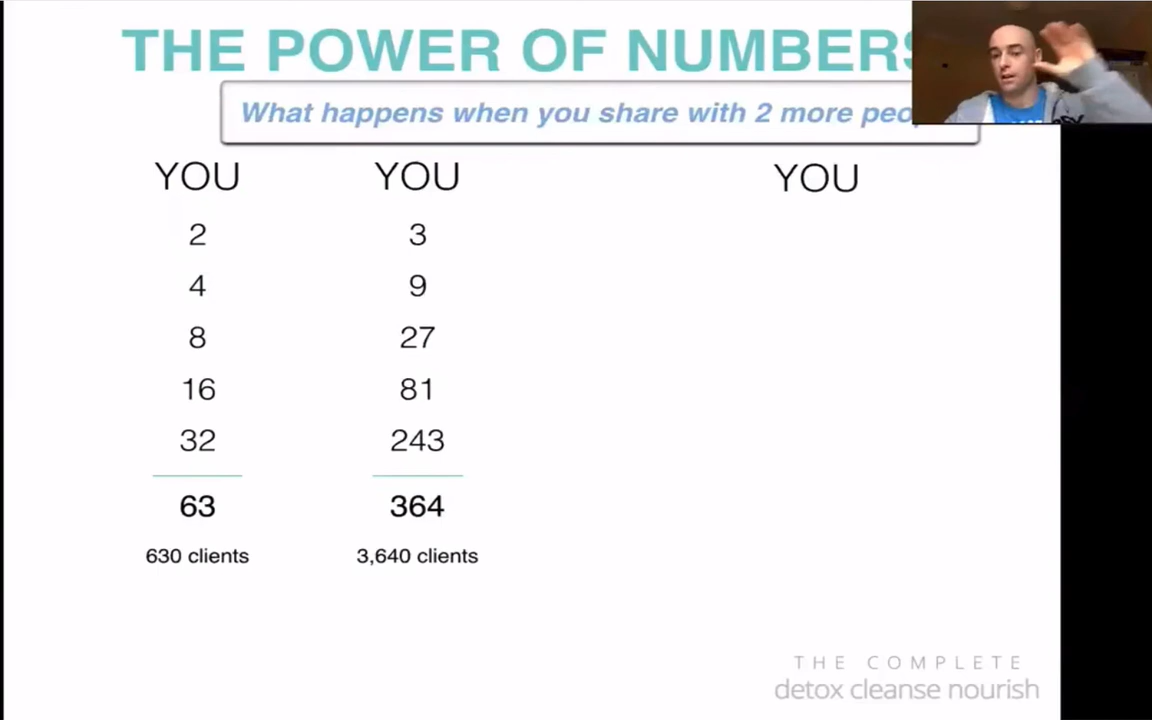 THE POWER OF NUMBERS
What happens when you share with 2 more
YOU YOU YOU
2 3
4 9
8 27
16 81
32 243
63 364
630 clients 3,640 clients
THE COMPLETE
detox cleanse nourish